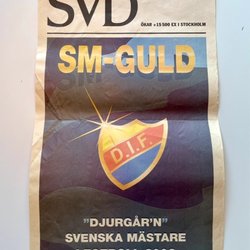 SVD
ÖKAR +15 500 EX I STOCKHOLM
SM-GULD
D.I.F.
"DJURGÅR'N"
SVENSKA MÄSTARE